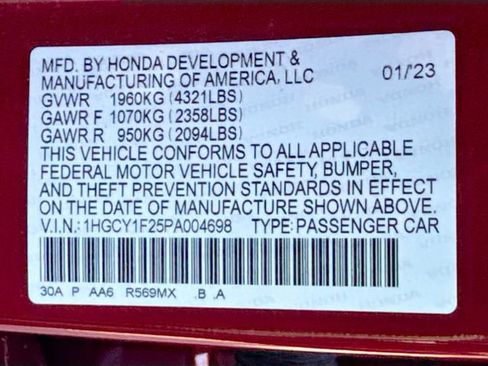 MFD. BY HONDA DEVELOPMENT &
MANUFACTURING OF AMERICA, LLC 01/'23
GVWR 1960KG (4321LBS)
GAWR F 1070KG (2358LBS)
GAWR R 950KG (2094LBS)
THIS VEHICLE CONFORMS TO ALL APPLICABLE
FEDERAL MOTOR VEHICLE SAFETY, BUMPER,
AND THEFT PREVENTION STANDARDS IN EFFECT
ON THE DATE OF MANUFACTURE SHOWN ABOVE.
V.I.N.: 1HGCY1F25PA004698 TYPE: PASSENGER CAR
30A P AA6 R569MX .B .A